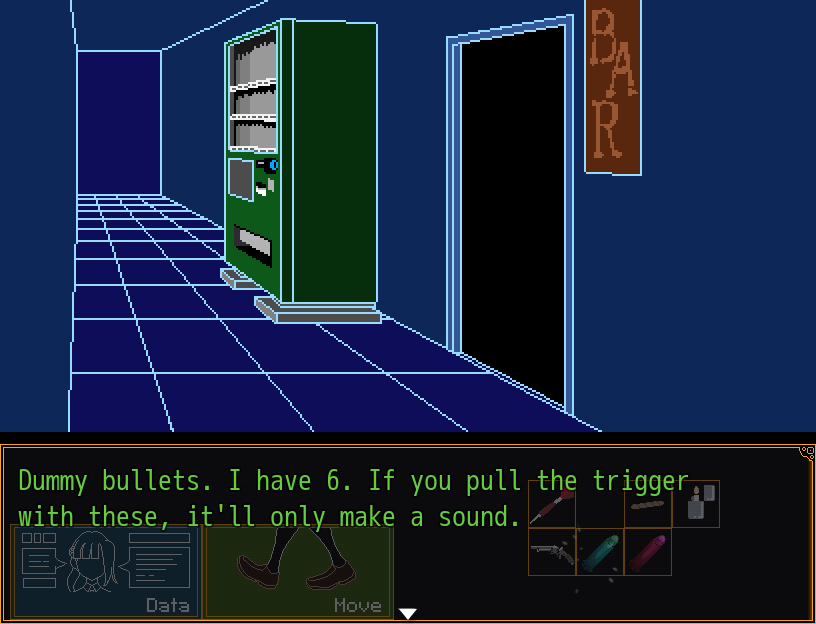 BAR
Dummy bullets. I have 6. If you pull the trigger
with these, it'll only make a sound.
Data
Move